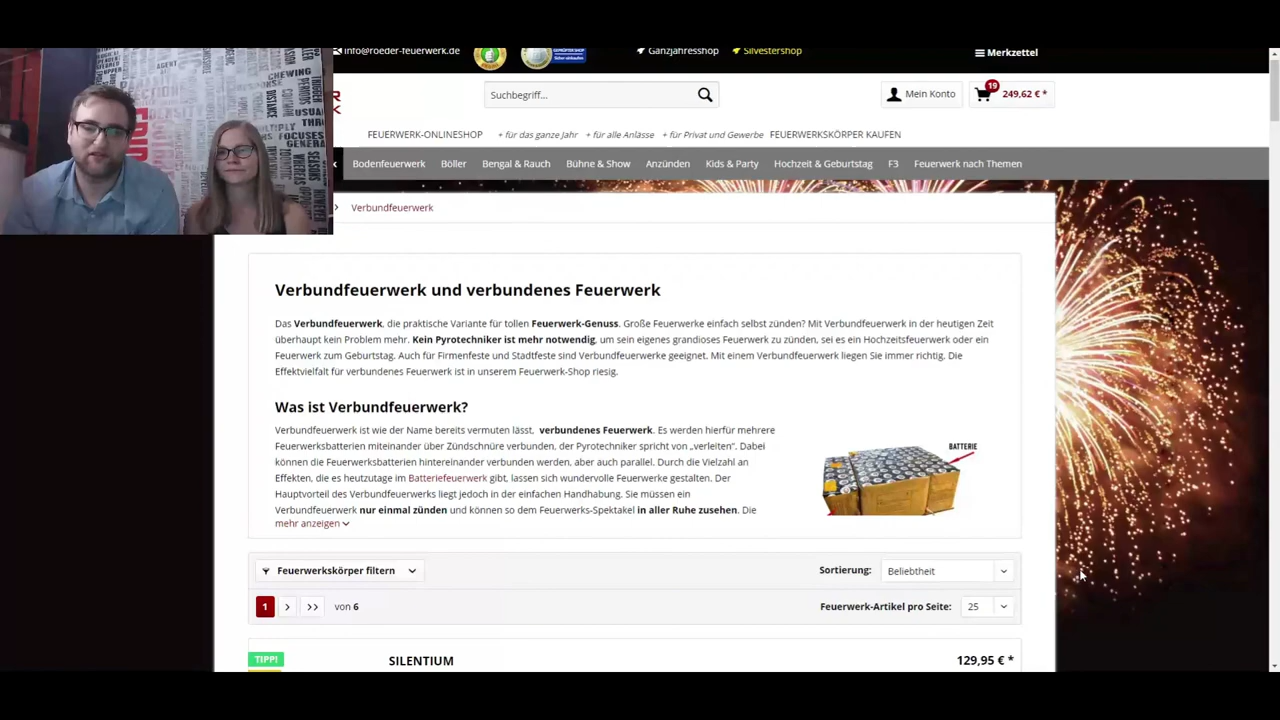 info@roeder-feuerwerk.de
Ganzjahresshop
Silvestershop
Merkzettel
Suchbegriff...
Mein Konto
19
249,62 € *
FEUERWERK-ONLINESHOP + für das ganze Jahr + für alle Anlässe + für Privat und Gewerbe FEUERWERKSKÖRPER KAUFEN
Bodenfeuerwerk Böller Bengal & Rauch Bühne & Show Anzünden Kids & Party Hochzeit & Geburtstag F3 Feuerwerk nach Themen
Verbundfeuerwerk
Verbundfeuerwerk und verbundenes Feuerwerk
Das Verbundfeuerwerk, die praktische Variante für tollen Feuerwerk-Genuss. Große Feuerwerke einfach selbst zünden? Mit Verbundfeuerwerk in der heutigen Zeit
überhaupt kein Problem mehr. Kein Pyrotechniker ist mehr notwendig, um sein eigenes grandioses Feuerwerk zu zünden, sei es ein Hochzeitsfeuerwerk oder ein
Feuerwerk zum Geburtstag. Auch für Firmenfeste und Stadtfeste sind Verbundfeuerwerke geeignet. Mit einem Verbundfeuerwerk liegen Sie immer richtig. Die
Effektvielfalt für verbundenes Feuerwerk ist in unserem Feuerwerk-Shop riesig.
Was ist Verbundfeuerwerk?
Verbundfeuerwerk ist wie der Name bereits vermuten lässt, verbundenes Feuerwerk. Es werden hierfür mehrere
Feuerwerksbatterien miteinander über Zündschnüre verbunden, der Pyrotechniker spricht von „verleiten". Dabei
können die Feuerwerksbatterien hintereinander verbunden werden, aber auch parallel. Durch die Vielzahl an
Effekten, die es heutzutage im Batteriefeuerwerk gibt, lassen sich wundervolle Feuerwerke gestalten. Der
Hauptvorteil des Verbundfeuerwerks liegt jedoch in der einfachen Handhabung. Sie müssen ein
Verbundfeuerwerk nur einmal zünden und können so dem Feuerwerks-Spektakel in aller Ruhe zusehen. Die
mehr anzeigen
BATTERIE
Feuerwerkskörper filtern
Sortierung: Beliebtheit
1 von 6
Feuerwerk-Artikel pro Seite: 25
TIPP!
SILENTIUM
129,95 € *